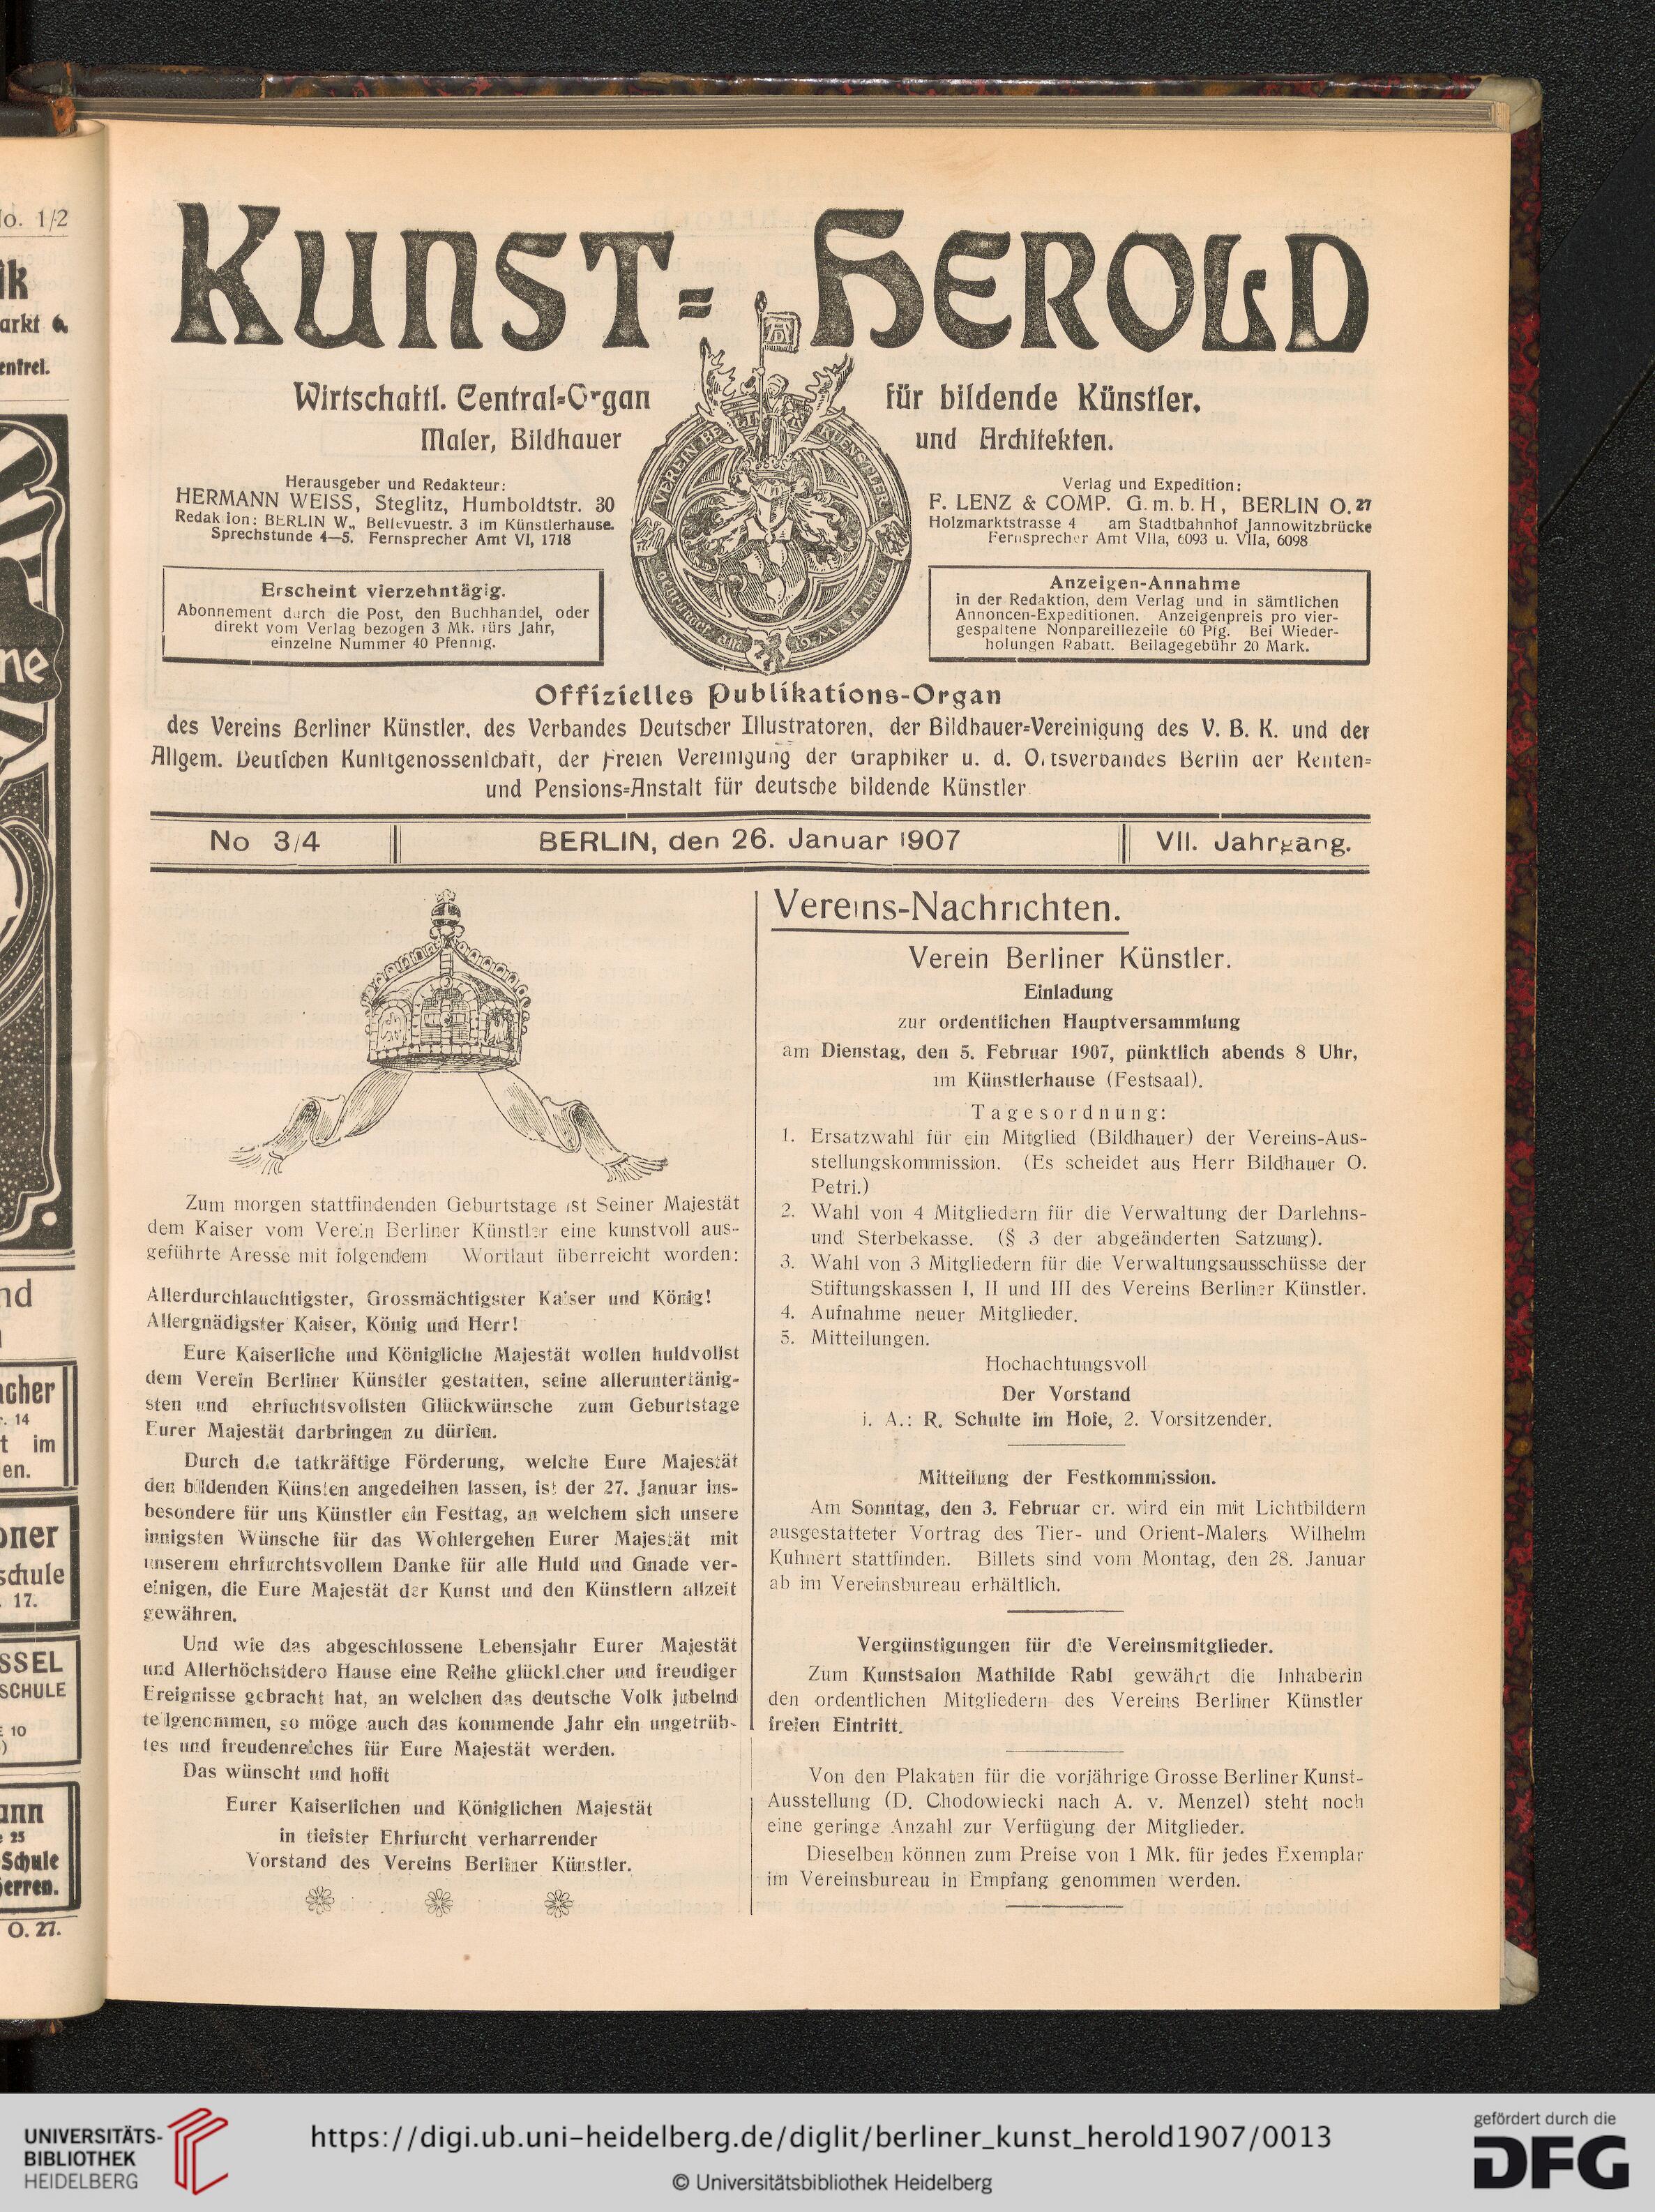 No. 1/2
KUNST-HEROLD
Wirtschaftl. Central-Organ für bildende Künstler.
Maler, Bildhauer und Architekten.
Herausgeber und Redakteur:
HERMANN WEISS, Steglitz, Humboldtstr. 30
Redaktion: BERLIN W., Bellevuestr. 3 im Künstlerhause.
Sprechstunde 4—5. Fernsprecher Amt VI, 1718
Verlag und Expedition:
F. LENZ & COMP. G. m. b. H, BERLIN O. 27
Holzmarktstrasse 4 am Stadtbahnhof Jannowitzbrücke
Fernsprecher Amt VIIa, 6093 u. VIIa, 6098
Erscheint vierzehntägig.
Abonnement durch die Post, den Buchhandel, oder
direkt vom Verlag bezogen 3 Mk. fürs Jahr,
einzelne Nummer 40 Pfennig.
VEREIN BERLINER KUENSTLER
Anzeigen-Annahme
in der Redaktion, dem Verlag und in sämtlichen
Annoncen-Expeditionen. Anzeigenpreis pro vier-
gespaltene Nonpareillezeile 60 Pfg. Bei Wieder-
holungen Rabatt. Beilagegebühr 20 Mark.
Offizielles Publikations-Organ
des Vereins Berliner Künstler, des Verbandes Deutscher Illustratoren, der Bildhauer-Vereinigung des V. B. K. und der
Allgem. Deutschen Kunstgenossenschaft, der Freien Vereinigung der Graphiker u. d. Ortsverbandes Berlin der Renten-
und Pensions-Anstalt für deutsche bildende Künstler
No 3/4 BERLIN, den 26. Januar 1907 VII. Jahrgang.
Zum morgen stattfindenden Geburtstage ist Seiner Majestät
dem Kaiser vom Verein Berliner Künstler eine kunstvoll aus-
geführte Aresse mit folgendem Wortlaut überreicht worden:
Allerdurchlauchtigster, Grossmächtigster Kaiser und König!
Allergnädigster Kaiser, König und Herr!
Eure Kaiserliche und Königliche Majestät wollen huldvollst
dem Verein Berliner Künstler gestatten, seine alleruntertänig-
sten und ehrfuchtsvollsten Glückwünsche zum Geburtstage
Eurer Majestät darbringen zu dürfen.
Durch die tatkräftige Förderung, welche Eure Majestät
den bildenden Künsten angedeihen lassen, ist der 27. Januar ins-
besondere für uns Künstler ein Festtag, an welchem sich unsere
innigsten Wünsche für das Wohlergehen Eurer Majestät mit
unserem ehrfurchtsvollem Danke für alle Huld und Gnade ver-
einigen, die Eure Majestät der Kunst und den Künstlern allzeit
gewähren.
Und wie das abgeschlossene Lebensjahr Eurer Majestät
und Allerhöchstdero Hause eine Reihe glücklicher und freudiger
Ereignisse gebracht hat, an welchen das deutsche Volk jubelnd
teilgenommen, so möge auch das kommende Jahr ein ungetrüb-
tes und freudenreiches für Eure Majestät werden.
Das wünscht und hofft
Eurer Kaiserlichen und Königlichen Majestät
in tiefster Ehrfurcht verharrender
Vorstand des Vereins Berliner Künstler.
Vereins-Nachrichten.
Verein Berliner Künstler.
Einladung
zur ordentlichen Hauptversammlung
am Dienstag, den 5. Februar 1907, pünktlich abends 8 Uhr,
im Künstlerhause (Festsaal).
Tagesordnung:
1. Ersatzwahl für ein Mitglied (Bildhauer) der Vereins-Aus-
stellungskommission. (Es scheidet aus Herr Bildhauer O.
Petri.)
2. Wahl von 4 Mitgliedern für die Verwaltung der Darlehns-
und Sterbekasse. (§ 3 der abgeänderten Satzung).
3. Wahl von 3 Mitgliedern für die Verwaltungsausschüsse der
Stiftungskassen I, II und III des Vereins Berliner Künstler.
4. Aufnahme neuer Mitglieder.
5. Mitteilungen.
Hochachtungsvoll
Der Vorstand
i. A.: R. Schulte im Hofe, 2. Vorsitzender.
Mitteilung der Festkommission.
Am Sonntag, den 3. Februar cr. wird ein mit Lichtbildern
ausgestatteter Vortrag des Tier- und Orient-Malers Wilhelm
Kuhnert stattfinden. Billets sind vom Montag, den 28. Januar
ab im Vereinsbureau erhältlich.
Vergünstigungen für die Vereinsmitglieder.
Zum Kunstsalon Mathilde Rabl gewährt die Inhaberin
den ordentlichen Mitgliedern des Vereins Berliner Künstler
freien Eintritt.
Von den Plakaten für die vorjährige Grosse Berliner Kunst-
Ausstellung (D. Chodowiecki nach A. v. Menzel) steht noch
eine geringe Anzahl zur Verfügung der Mitglieder.
Dieselben können zum Preise von 1 Mk. für jedes Exemplar
im Vereinsbureau in Empfang genommen werden.
UNIVERSITÄTS-
BIBLIOTHEK
HEIDELBERG
https://digi.ub.uni-heidelberg.de/diglit/berliner_kunst_herold1907/0013
© Universitätsbibliothek Heidelberg
gefördert durch die
DFG